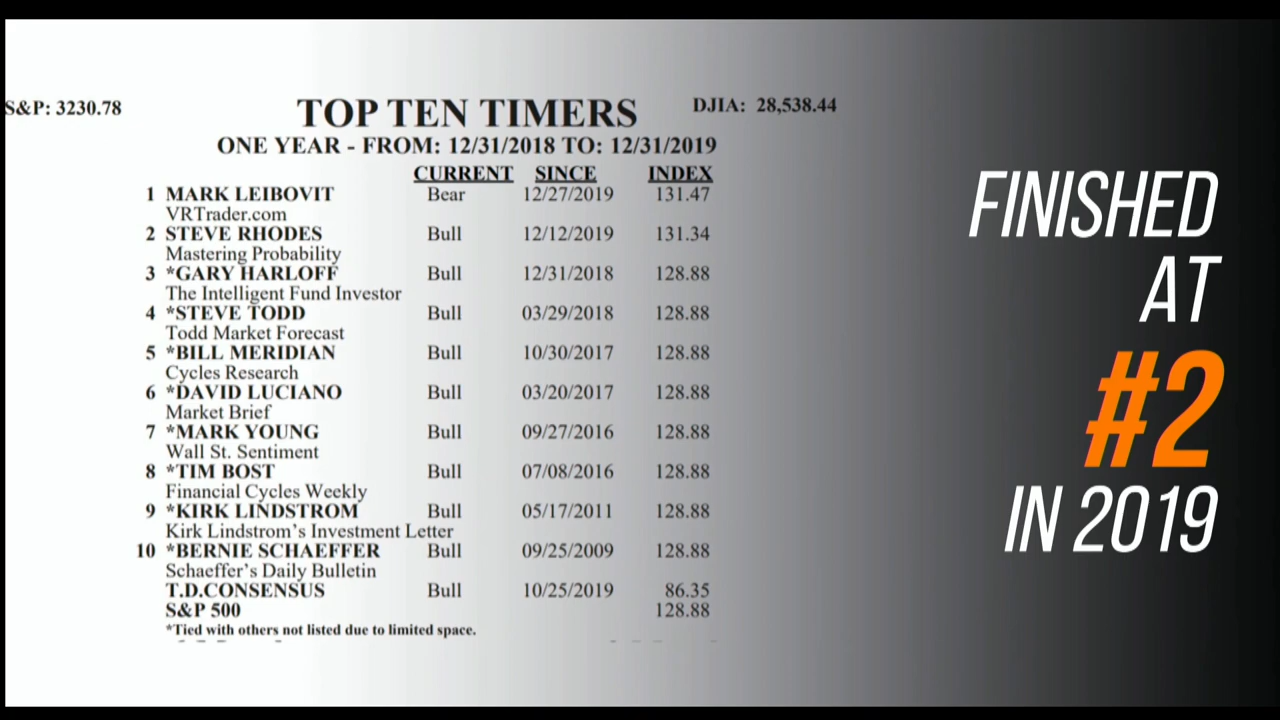 S&P: 3230.78 TOP TEN TIMERS DJIA: 28,538.44
ONE YEAR - FROM: 12/31/2018 TO: 12/31/2019
CURRENT SINCE INDEX
1 MARK LEIBOVIT Bear 12/27/2019 131.47
VRTrader.com
2 STEVE RHODES Bull 12/12/2019 131.34
Mastering Probability
3 *GARY HARLOFF Bull 12/31/2018 128.88
The Intelligent Fund Investor
4 *STEVE TODD Bull 03/29/2018 128.88
Todd Market Forecast
5 *BILL MERIDIAN Bull 10/30/2017 128.88
Cycles Research
6 *DAVID LUCIANO Bull 03/20/2017 128.88
Market Brief
7 *MARK YOUNG Bull 09/27/2016 128.88
Wall St. Sentiment
8 *TIM BOST Bull 07/08/2016 128.88
Financial Cycles Weekly
9 *KIRK LINDSTROM Bull 05/17/2011 128.88
Kirk Lindstrom's Investment Letter
10 *BERNIE SCHAEFFER Bull 09/25/2009 128.88
Schaeffer's Daily Bulletin
T.D.CONSENSUS Bull 10/25/2019 86.35
S&P 500 128.88
*Tied with others not listed due to limited space.
FINISHED
AT
#2
IN 2019